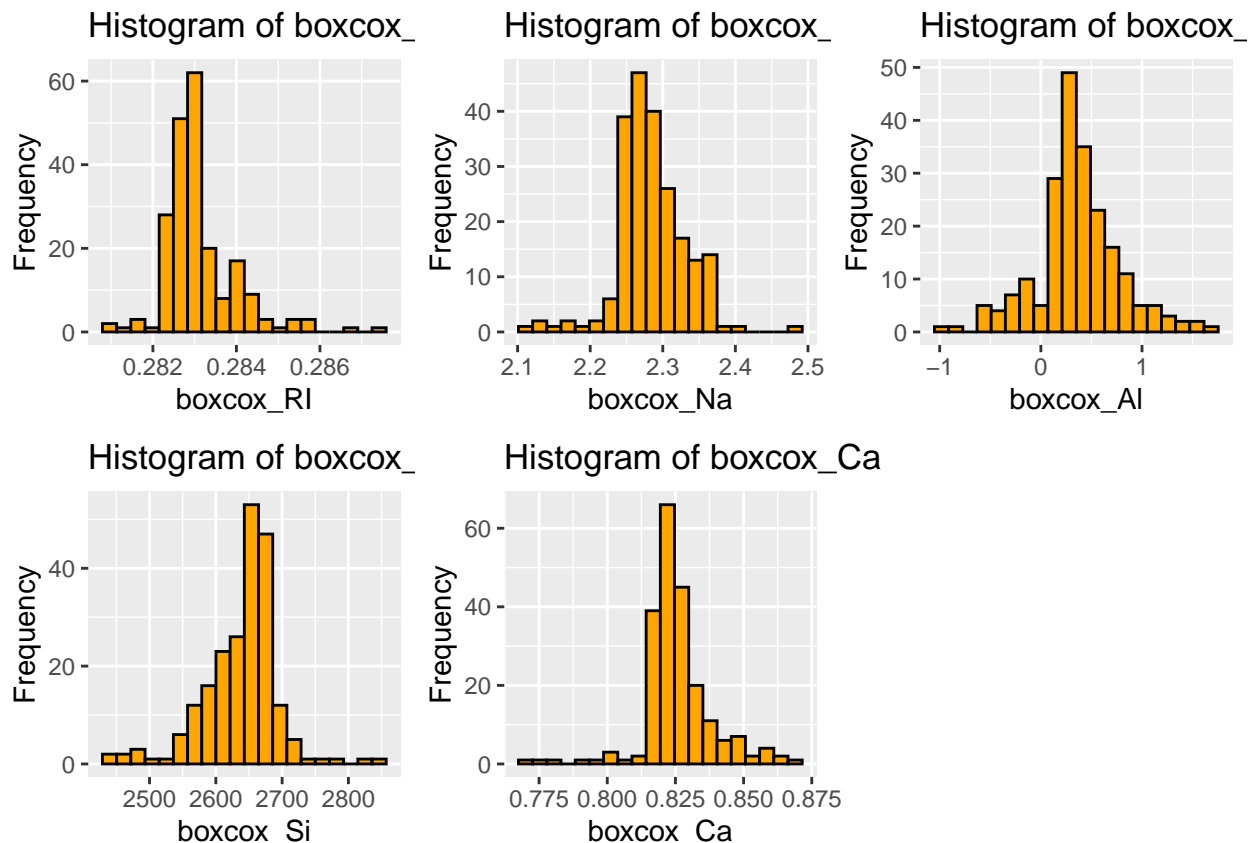 Histogram of boxcox_
Frequency
60
40
20
0
0.282 0.284 0.286
boxcox_RI
Histogram of boxcox_
Frequency
40
30
20
10
0
2.1 2.2 2.3 2.4 2.5
boxcox_Na
Histogram of boxcox_
Frequency
50
40
30
20
10
0
−1 0 1
boxcox_Al
Histogram of boxcox_
Frequency
40
20
0
2500 2600 2700 2800
boxcox_Si
Histogram of boxcox_Ca
Frequency
60
40
20
0
0.775 0.800 0.825 0.850 0.875
boxcox_Ca